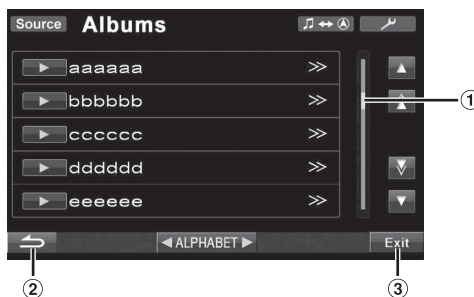 Source Albums
aaaaaa
bbbbbb
cccccc
dddddd
eeeeee
ALPHABET
Exit
1
2
3